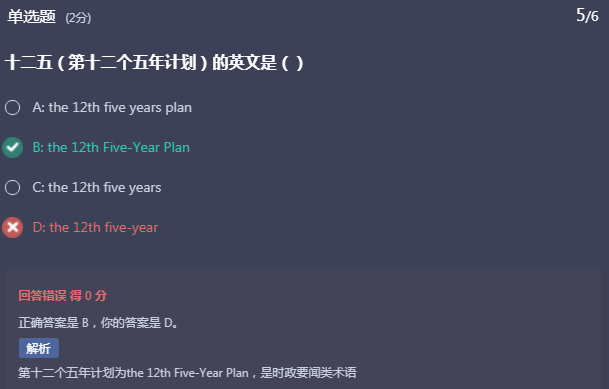 单选题 (2分) 5/6
十二五（第十二个五年计划）的英文是（ ）
A: the 12th five years plan
B: the 12th Five-Year Plan
C: the 12th five years
D: the 12th five-year
回答错误 得 0 分
正确答案是 B，你的答案是 D。
解析
第十二个五年计划为the 12th Five-Year Plan，是时政要闻类术语